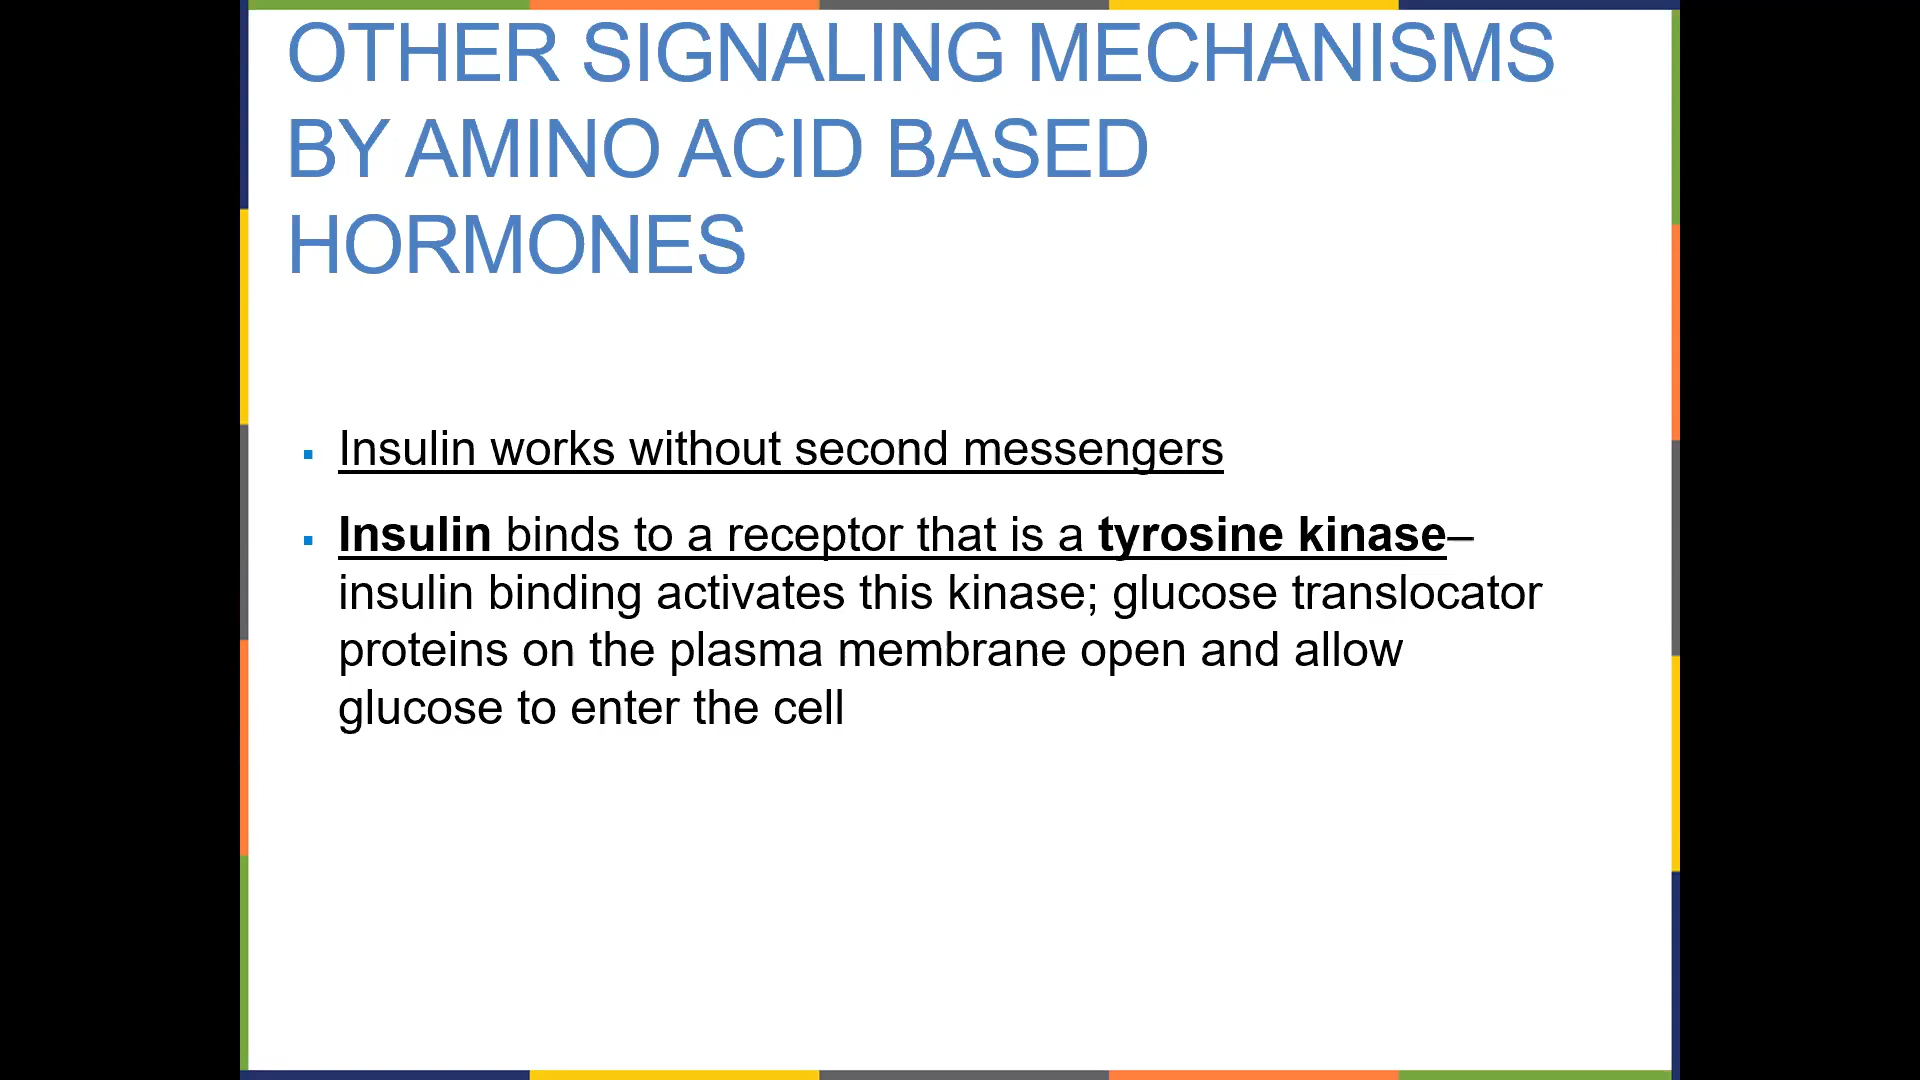 OTHER SIGNALING MECHANISMS
BY AMINO ACID BASED
HORMONES
▪ Insulin works without second messengers
▪ Insulin binds to a receptor that is a tyrosine kinase–
insulin binding activates this kinase; glucose translocator
proteins on the plasma membrane open and allow
glucose to enter the cell